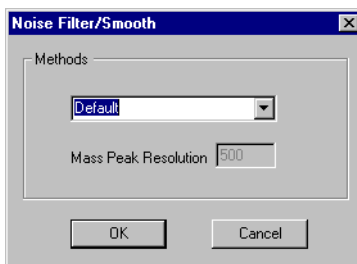 Noise Filter/Smooth
Methods
Default
Mass Peak Resolution 500
OK Cancel